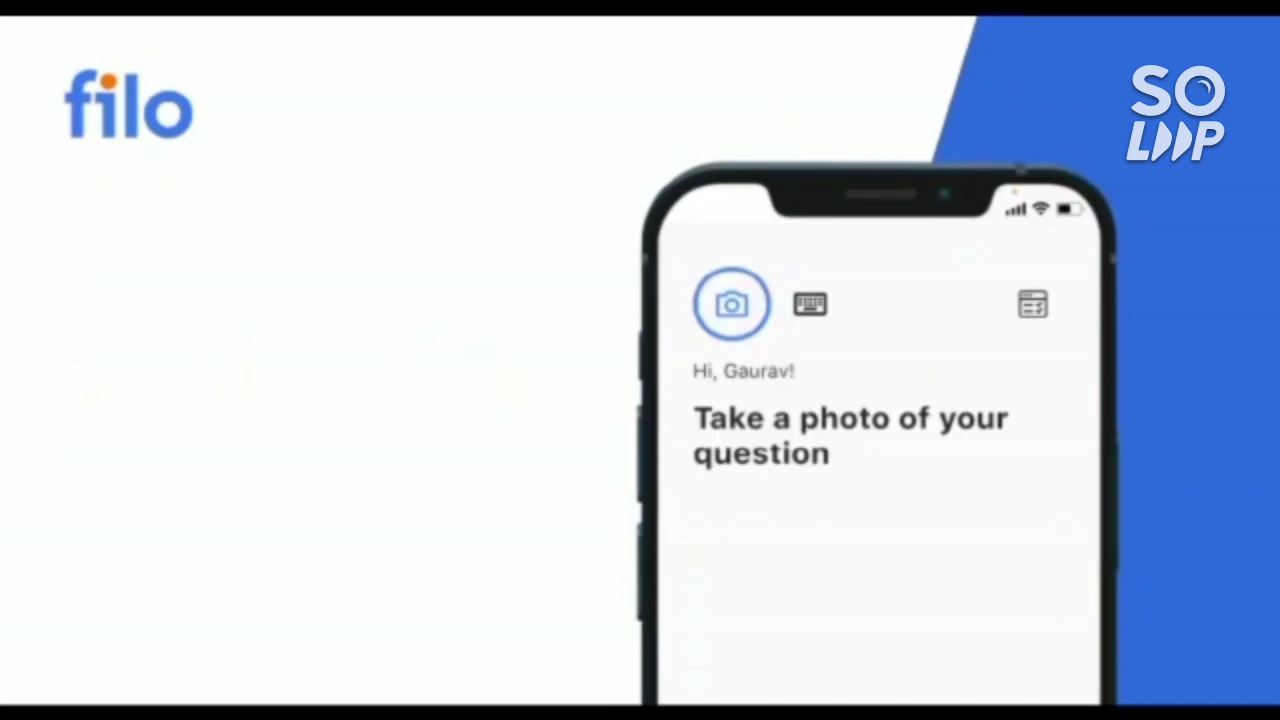 filo
SO
LOOP
Hi, Gaurav!
Take a photo of your
question